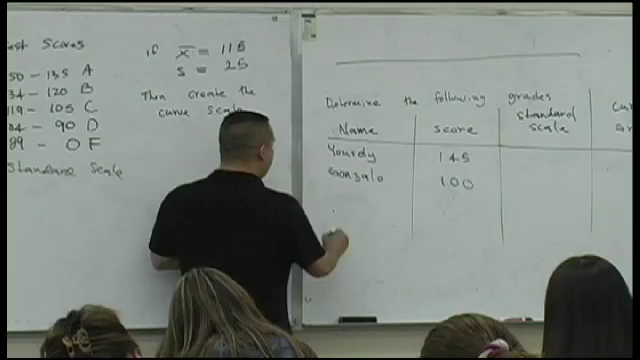 est Scores
50 - 135 A
34 - 120 B
119 - 105 C
04 - 90 D
89 - 0 F
Standard Scale
if x̄ = 115
s = 25
Then create the
curve scale
Determine the following grades
Name score standard scale
Yourdy 145
Gonzalo 100